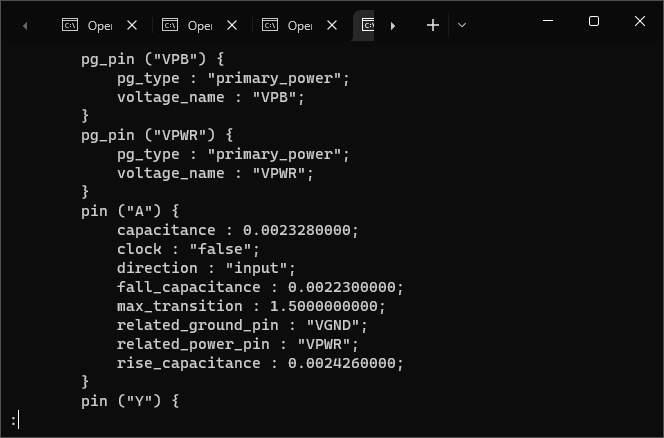 Oper
Oper
Oper
pg_pin ("VPB") {
pg_type : "primary_power";
voltage_name : "VPB";
}
pg_pin ("VPWR") {
pg_type : "primary_power";
voltage_name : "VPWR";
}
pin ("A") {
capacitance : 0.0023280000;
clock : "false";
direction : "input";
fall_capacitance : 0.0022300000;
max_transition : 1.5000000000;
related_ground_pin : "VGND";
related_power_pin : "VPWR";
rise_capacitance : 0.0024260000;
}
pin ("Y") {
: